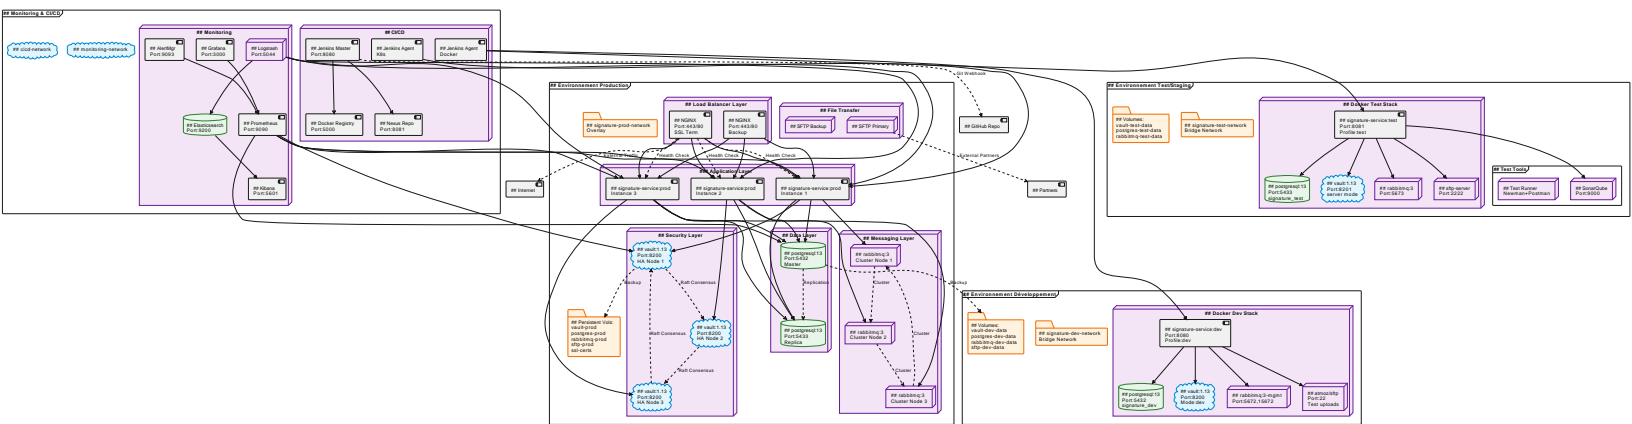 ## Monitoring & CI/CD
## cicd-network
## monitoring-network
## Monitoring
## AlertMgr
Port:9093
## Grafana
Port:3000
## Logstash
Port:5044
## Elasticsearch
Port:9200
## Prometheus
Port:9090
## Kibana
Port:5601
## CI/CD
## Jenkins Master
Port:8080
## Jenkins Agent
K8s
## Jenkins Agent
Docker
## Docker Registry
Port:5000
## Nexus Repo
Port:8081
## Environnement Production
## signature-prod-network
Overlay
## Load Balancer Layer
## NGINX
Port:443/80
SSL Term
## NGINX
Port:443/80
Backup
## File Transfer
## SFTP Backup
## SFTP Primary
Git Webhook
## GitHub Repo
External Traffic
Health Check
Health Check
Health Check
External Partners
## Internet
## Partners
## Application Layer
## signature-service:prod
Instance 3
## signature-service:prod
Instance 2
## signature-service:prod
Instance 1
## Security Layer
## vault:1.13
Port:8200
HA Node 1
Backup
Raft Consensus
## Persistent Vols:
vault-prod
postgres-prod
rabbitmq-prod
sftp-prod
ssl-certs
Raft Consensus
## vault:1.13
Port:8200
HA Node 2
Raft Consensus
## vault:1.13
Port:8200
HA Node 3
## Data Layer
## postgresql:13
Port:5432
Master
Replication
## postgresql:13
Port:5433
Replica
## Messaging Layer
## rabbitmq:3
Cluster Node 1
Cluster
## rabbitmq:3
Cluster Node 2
Cluster
Cluster
## rabbitmq:3
Cluster Node 3
Backup
## Environnement Test/Staging
## Volumes:
vault-test-data
postgres-test-data
rabbitmq-test-data
## signature-test-network
Bridge Network
## Docker Test Stack
## signature-service:test
Port:8081
Profile:test
## postgresql:13
Port:5433
signature_test
## vault:1.13
Port:8201
server mode
## rabbitmq:3
Port:5673
## sftp-server
Port:2222
## Test Tools
## Test Runner
Newman+Postman
## SonarQube
Port:9000
## Environnement Développement
## Volumes:
vault-dev-data
postgres-dev-data
rabbitmq-dev-data
sftp-dev-data
## signature-dev-network
Bridge Network
## Docker Dev Stack
## signature-service:dev
Port:8080
Profile:dev
## postgresql:13
Port:5432
signature_dev
## vault:1.13
Port:8200
Mode:dev
## rabbitmq:3-mgmt
Port:5672,15672
## atmoz/sftp
Port:22
Test uploads